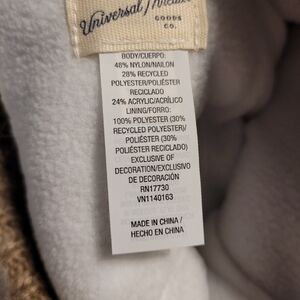 Universal Thread
GOODS
CO.
BODY/CUERPO:
48% NYLON/NAILON
28% RECYCLED
POLYESTER/POLIÉSTER
RECICLADO
24% ACRYLIC/ACRÍLICO
LINING/FORRO:
100% POLYESTER (30%
RECYCLED POLYESTER)/
POLIÉSTER (30%
POLIÉSTER RECICLADO)
EXCLUSIVE OF
DECORATION/EXCLUSIVO
DE DECORACIÓN
RN17730
VN1140163
MADE IN CHINA /
HECHO EN CHINA